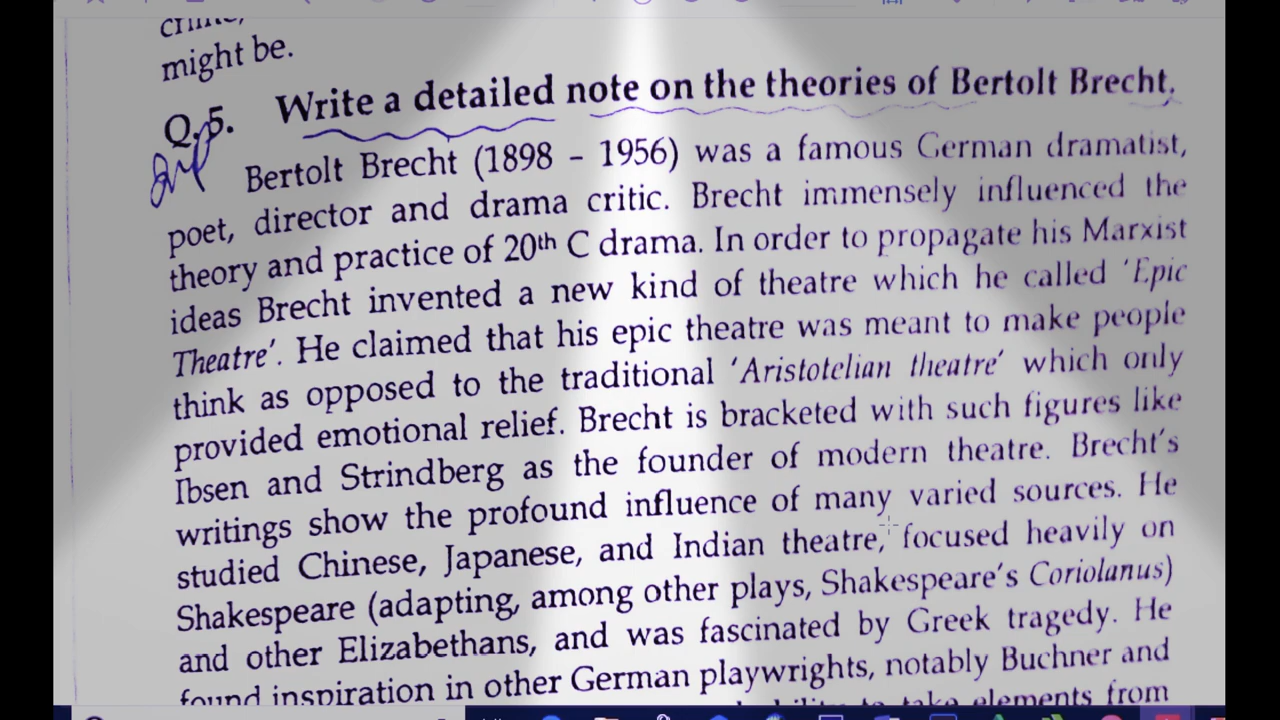 crime,
might be.
Q.5. Write a detailed note on the theories of Bertolt Brecht.
Bertolt Brecht (1898 – 1956) was a famous German dramatist,
poet, director and drama critic. Brecht immensely influenced the
theory and practice of 20th C drama. In order to propagate his Marxist
ideas Brecht invented a new kind of theatre which he called 'Epic
Theatre'. He claimed that his epic theatre was meant to make people
think as opposed to the traditional 'Aristotelian theatre' which only
provided emotional relief. Brecht is bracketed with such figures like
Ibsen and Strindberg as the founder of modern theatre. Brecht's
writings show the profound influence of many varied sources. He
studied Chinese, Japanese, and Indian theatre, focused heavily on
Shakespeare (adapting, among other plays, Shakespeare's Coriolanus)
and other Elizabethans, and was fascinated by Greek tragedy. He
found inspiration in other German playwrights, notably Buchner and
ability to take elements from